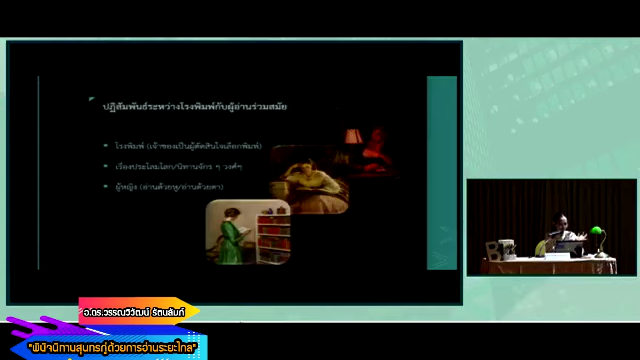 ปฏิสัมพันธ์ระหว่างโรงพิมพ์กับผู้อ่านร่วมสมัย
โรงพิมพ์ (เจ้าของเป็นผู้ตัดสินใจเลือกพิมพ์)
เรื่องประโลมโลก/นิทานจักร ๆ วงศ์ๆ
ผู้หญิง (อ่านด้วยหู/อ่านด้วยตา)
อ.ดร.วรรณวิวัฒน์ รัตนลัมภ์
"พินิจนิทานสุนทรภู่ด้วยการอ่านระยะไกล"